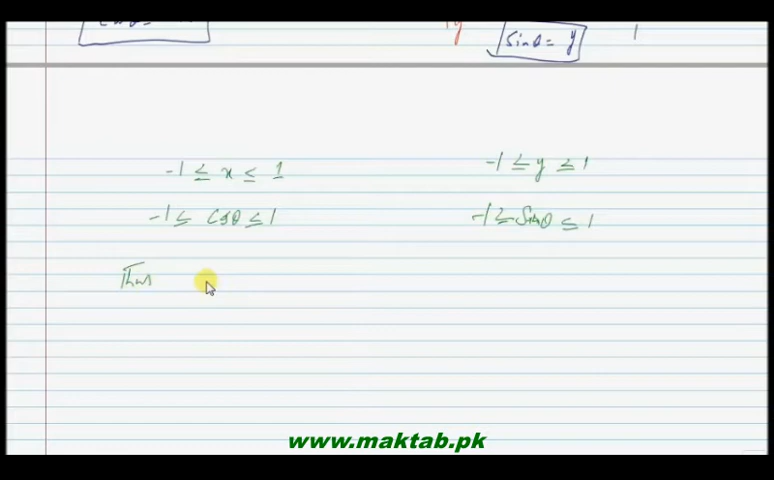 Sinθ = y
-1 ≤ x ≤ 1
-1 ≤ y ≤ 1
-1 ≤ cosθ ≤ 1
-1 ≤ Sinθ ≤ 1
Thus
www.maktab.pk